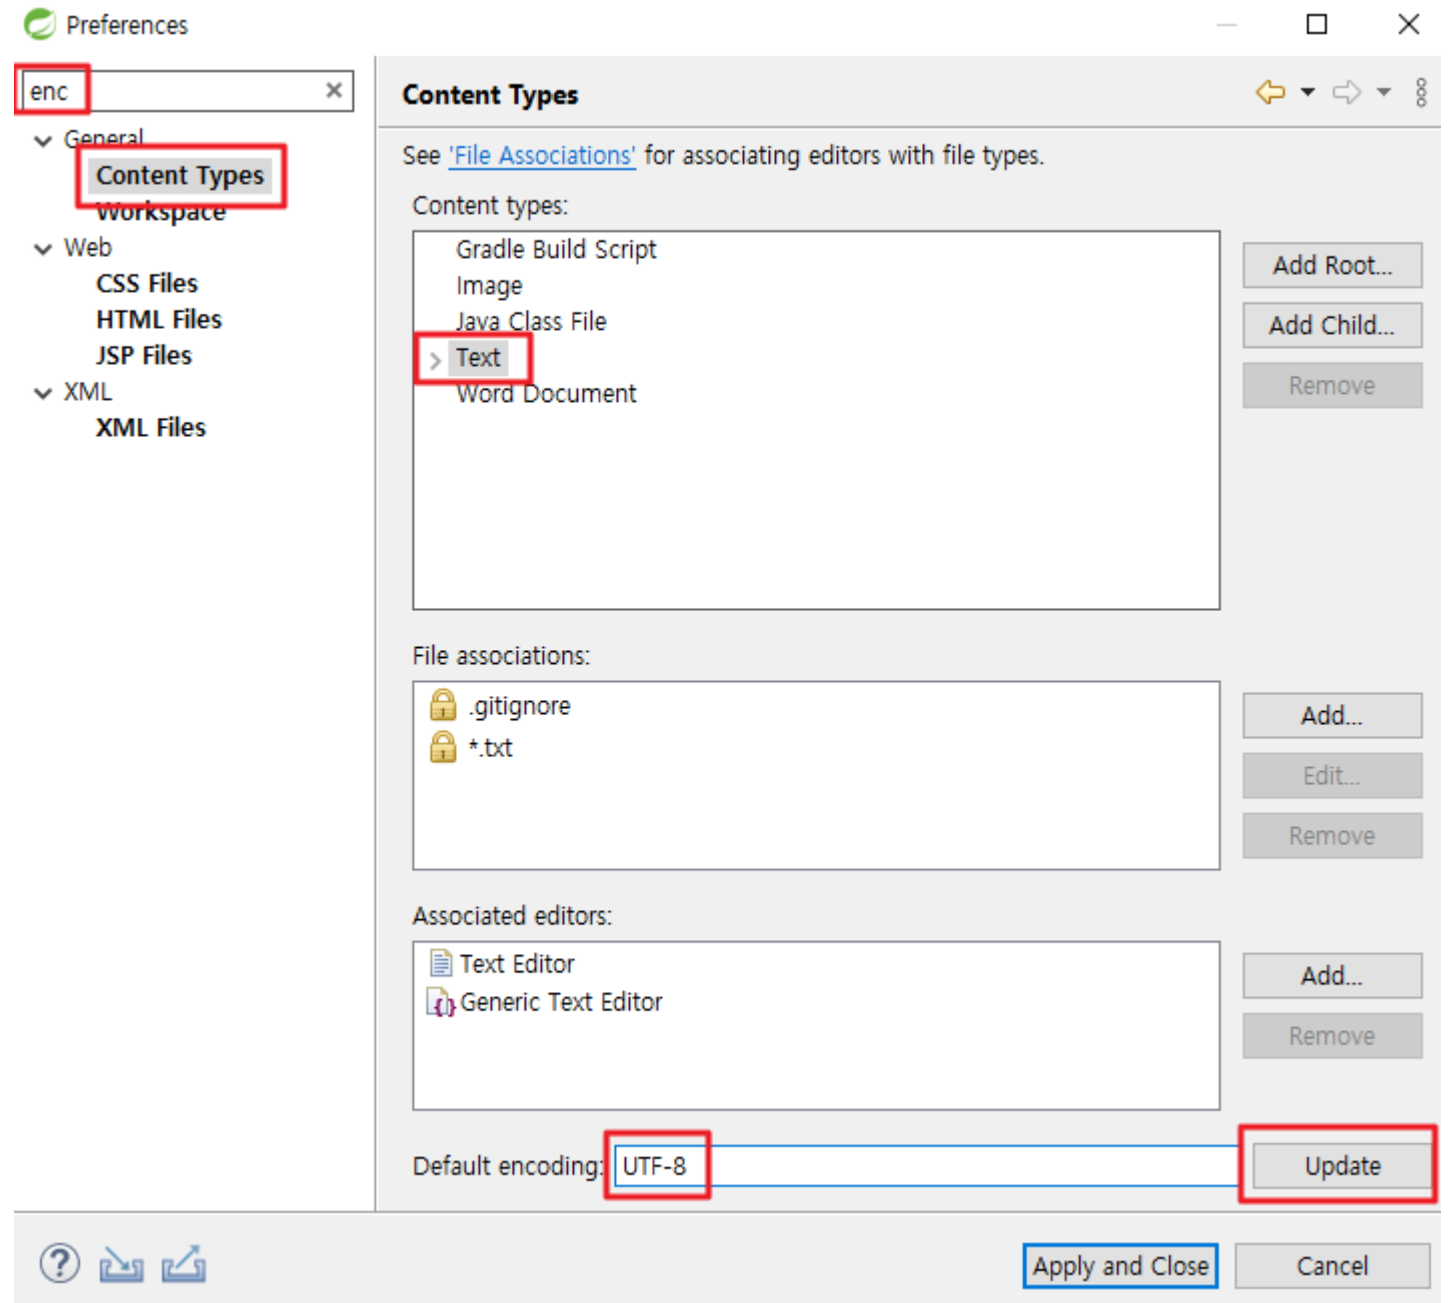 Preferences
enc
General
Content Types
Workspace
Web
CSS Files
HTML Files
JSP Files
XML
XML Files
Content Types
See 'File Associations' for associating editors with file types.
Content types:
Gradle Build Script
Image
Java Class File
Text
Word Document
Add Root...
Add Child...
Remove
File associations:
.gitignore
*.txt
Add...
Edit...
Remove
Associated editors:
Text Editor
Generic Text Editor
Add...
Remove
Default encoding: UTF-8
Update
Apply and Close
Cancel